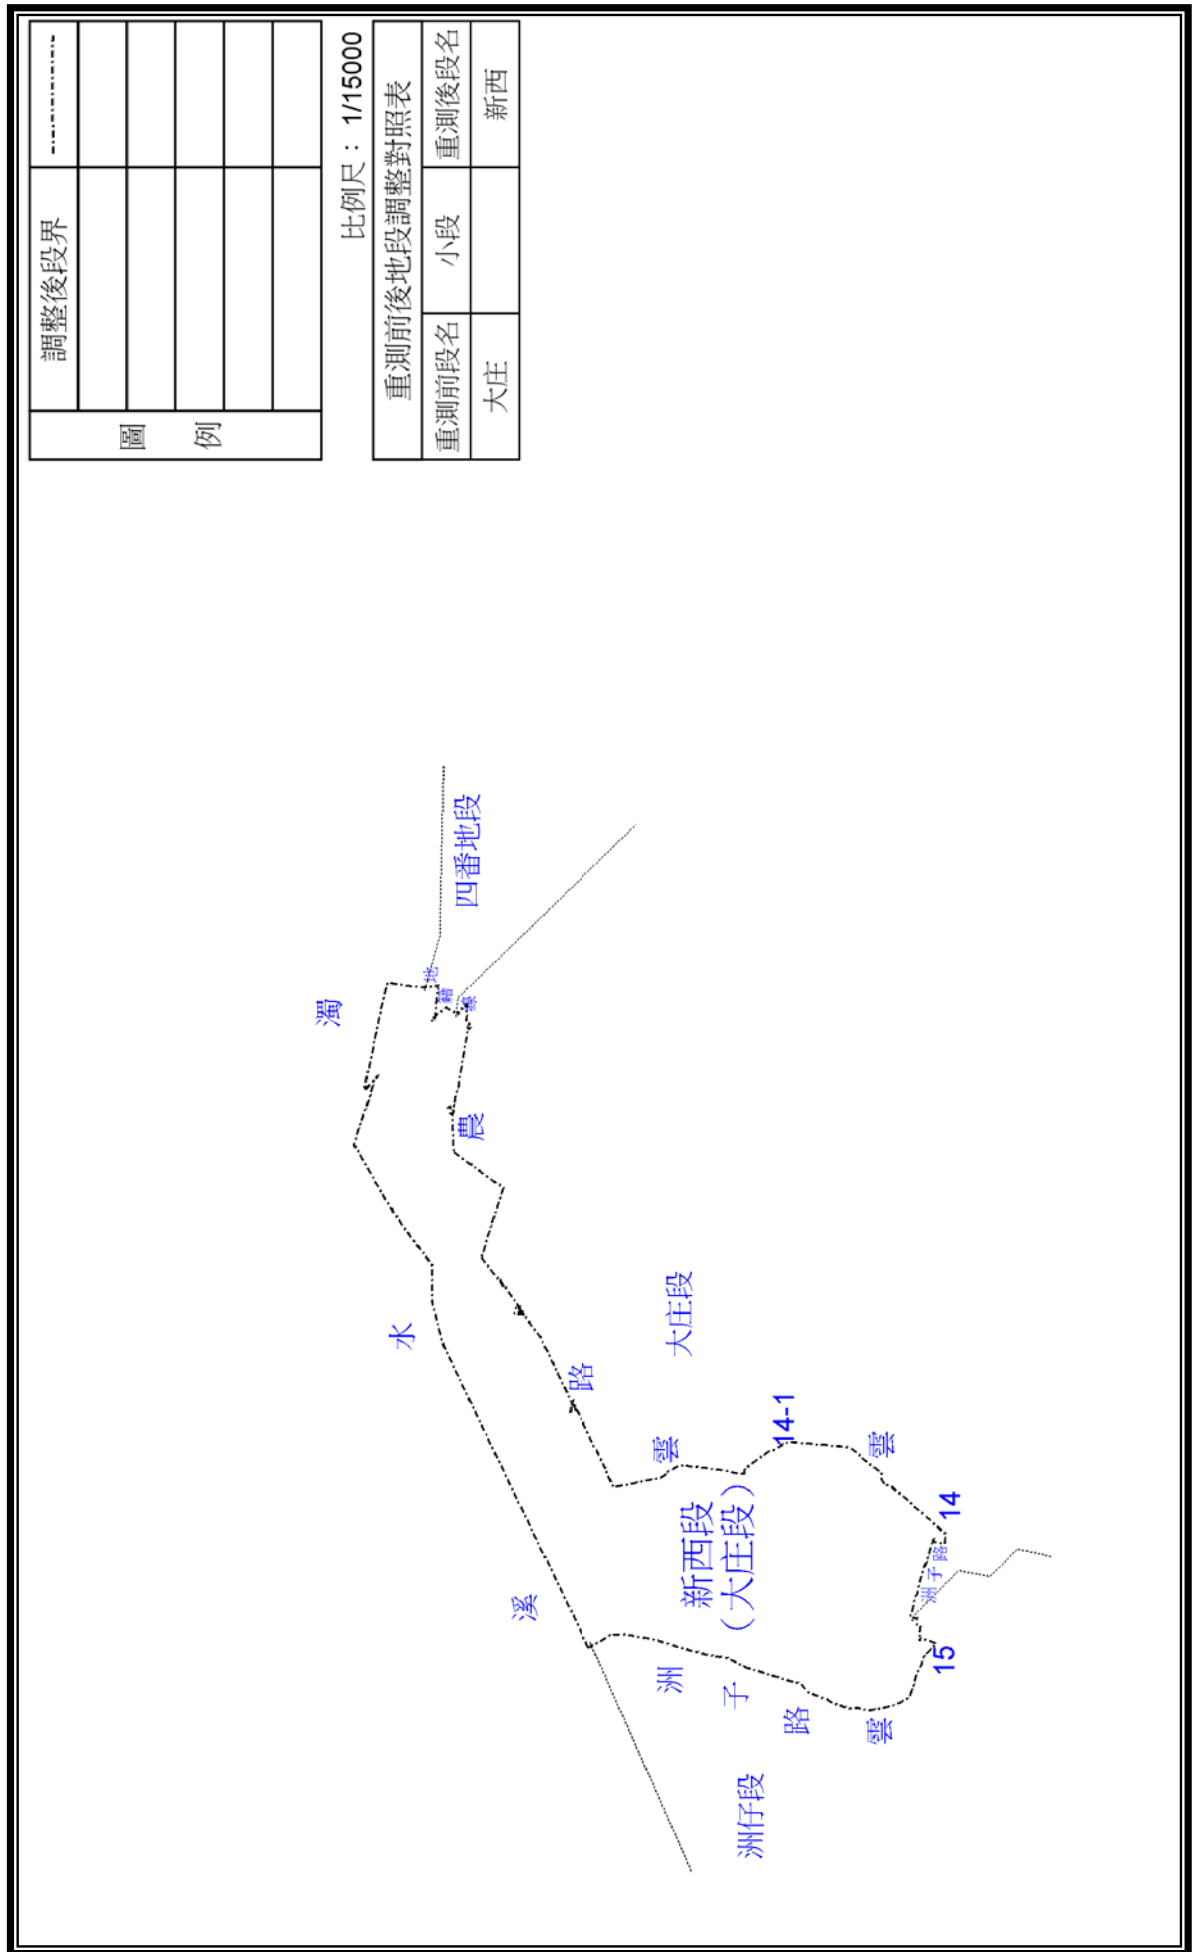 圖例
調整後段界
比例尺：1/15000
重測前後地段調整對照表
重測前段名 小段 重測後段名
大庄 新西
濁水溪
四番地段
地籍線
農路
大庄段
雲
14-1
雲
14
新西段
（大庄段）
洲子路
15
洲子路
雲
洲仔段